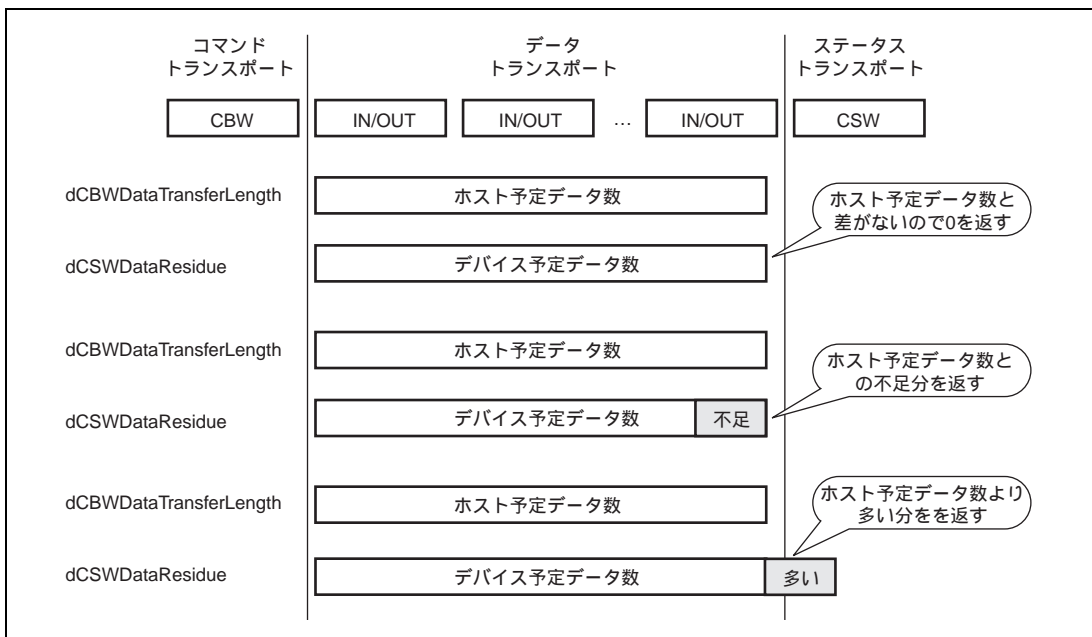 コマンド
トランスポート
データ
トランスポート
ステータス
トランスポート
CBW
IN/OUT
IN/OUT
…
IN/OUT
CSW
dCBWDataTransferLength
ホスト予定データ数
ホスト予定データ数と
差がないので0を返す
dCSWDataResidue
デバイス予定データ数
dCBWDataTransferLength
ホスト予定データ数
ホスト予定データ数と
の不足分を返す
dCSWDataResidue
デバイス予定データ数
不足
dCBWDataTransferLength
ホスト予定データ数
ホスト予定データ数より
多い分をを返す
dCSWDataResidue
デバイス予定データ数
多い